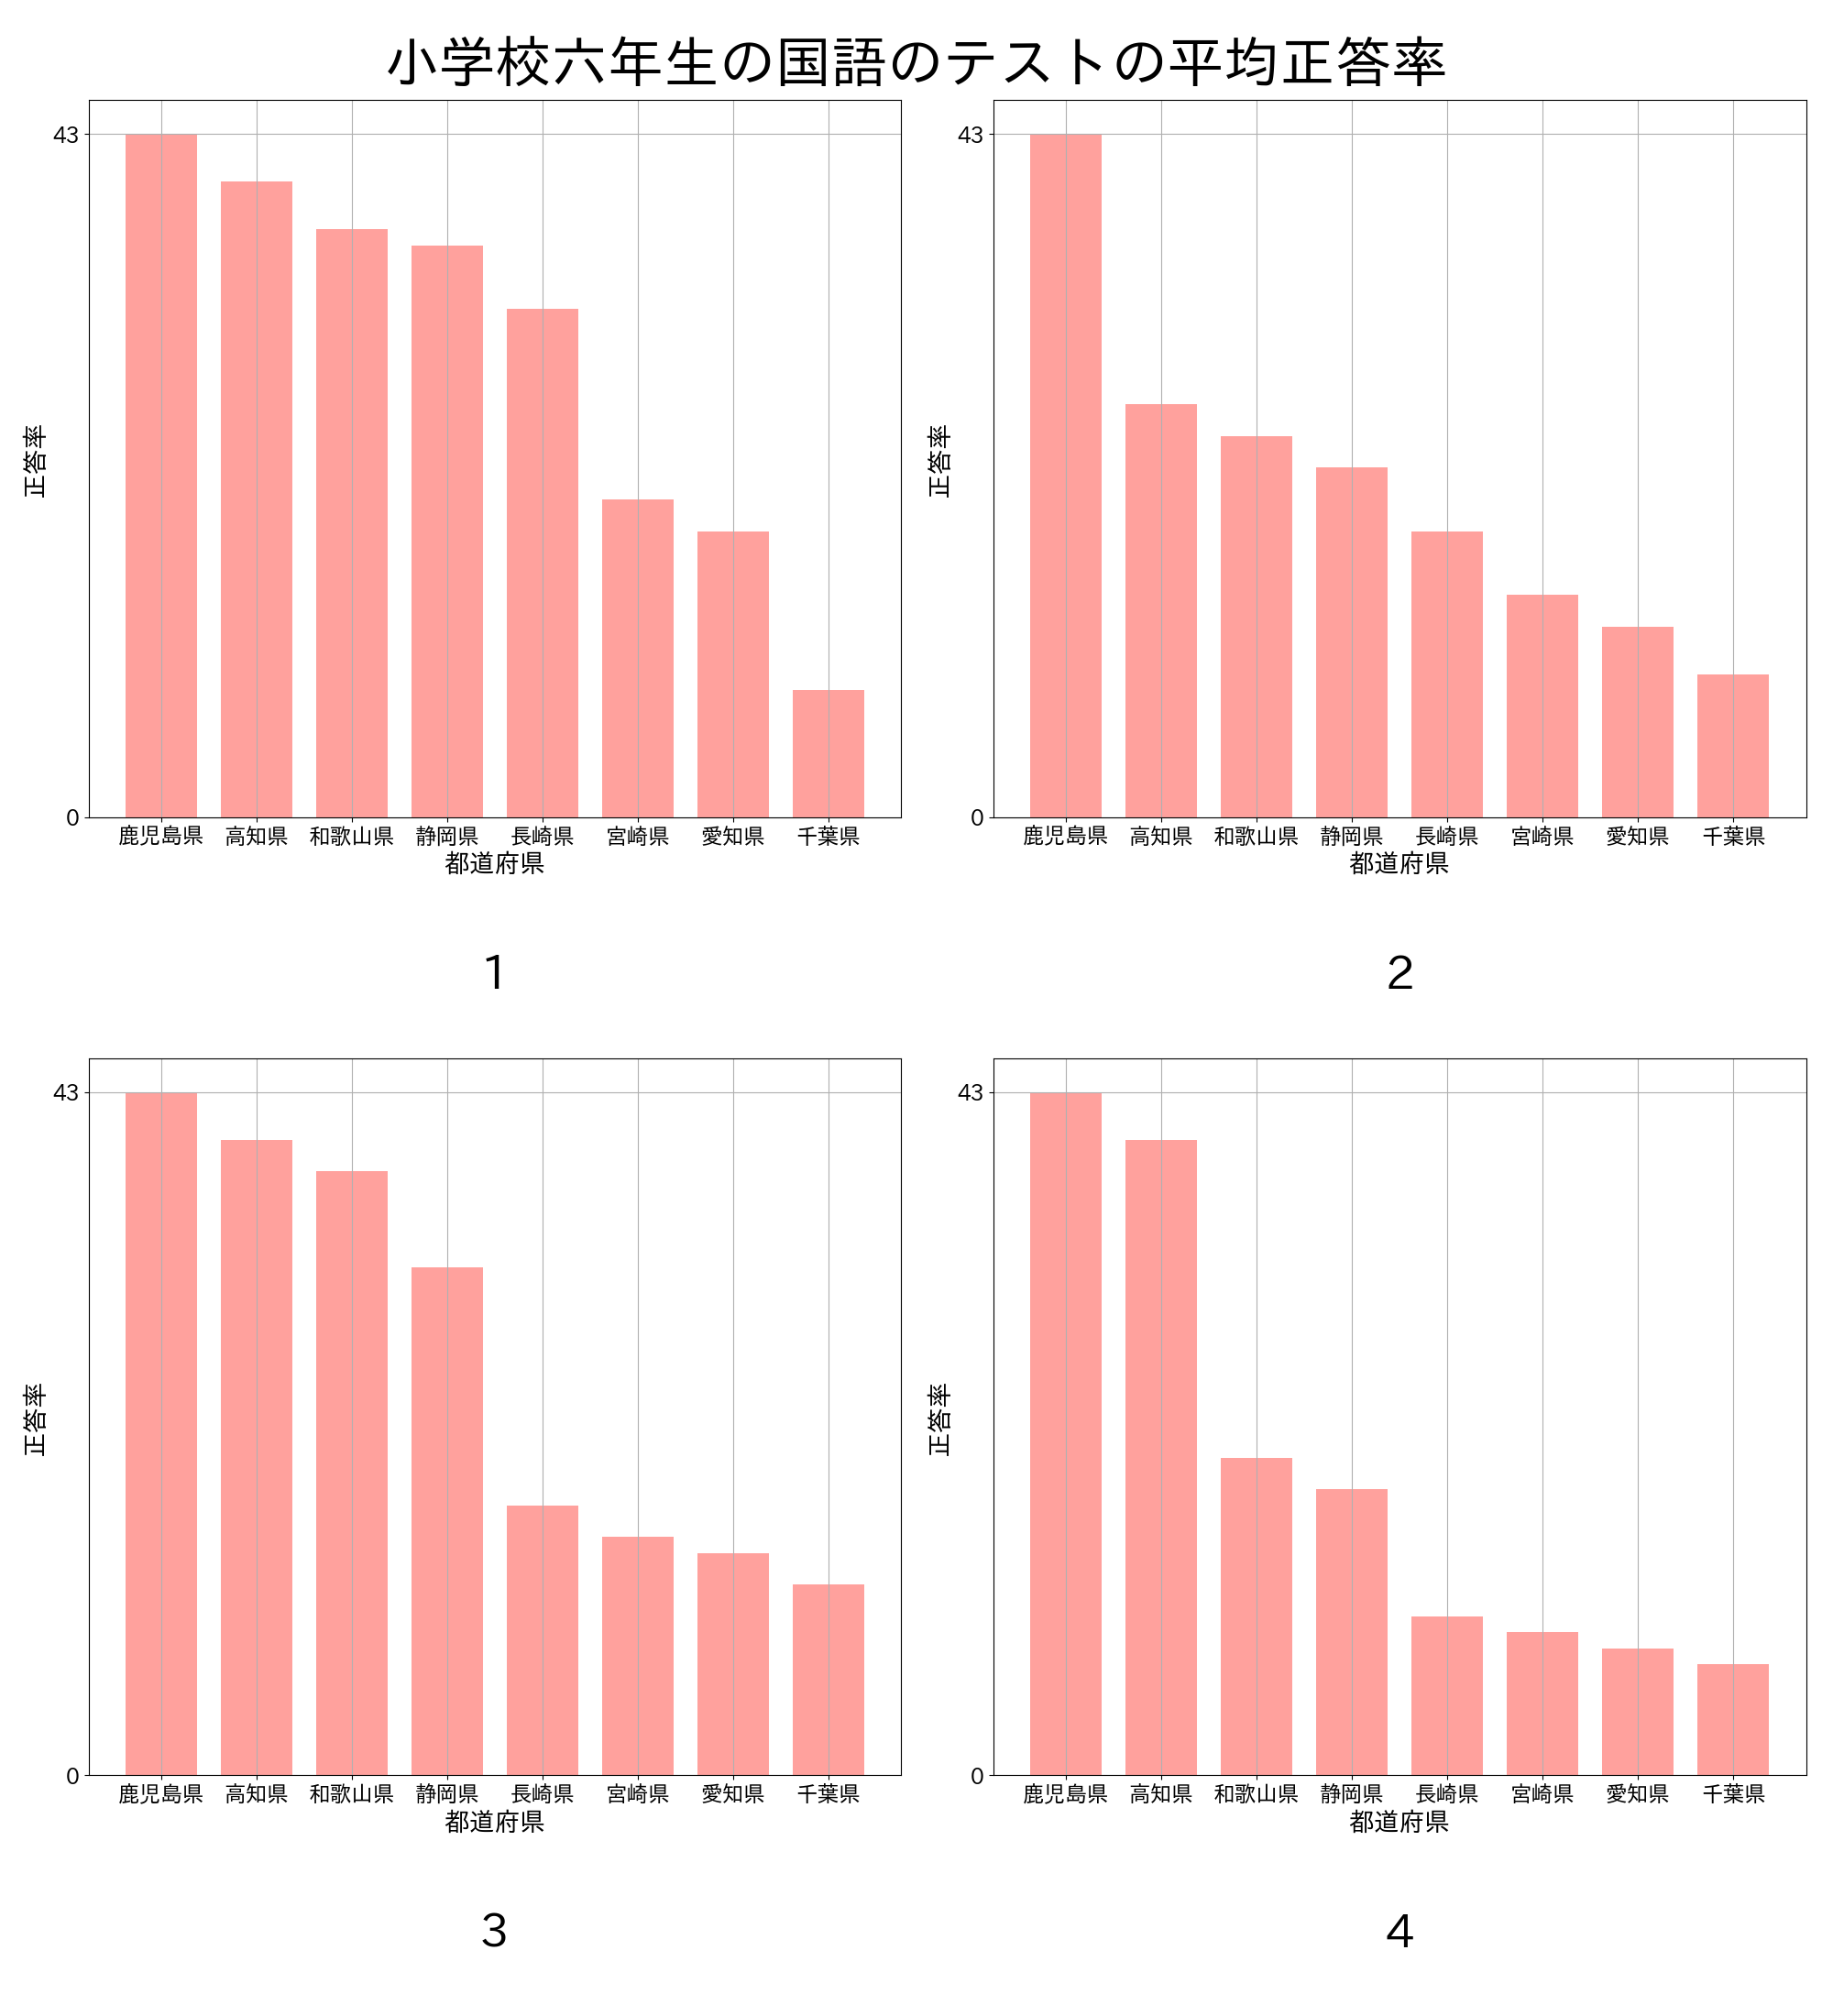 小学校六年生の国語のテストの平均正答率
43
0
正答率
鹿児島県 高知県 和歌山県 静岡県 長崎県 宮崎県 愛知県 千葉県
都道府県
1
43
0
正答率
鹿児島県 高知県 和歌山県 静岡県 長崎県 宮崎県 愛知県 千葉県
都道府県
2
43
0
正答率
鹿児島県 高知県 和歌山県 静岡県 長崎県 宮崎県 愛知県 千葉県
都道府県
3
43
0
正答率
鹿児島県 高知県 和歌山県 静岡県 長崎県 宮崎県 愛知県 千葉県
都道府県
4